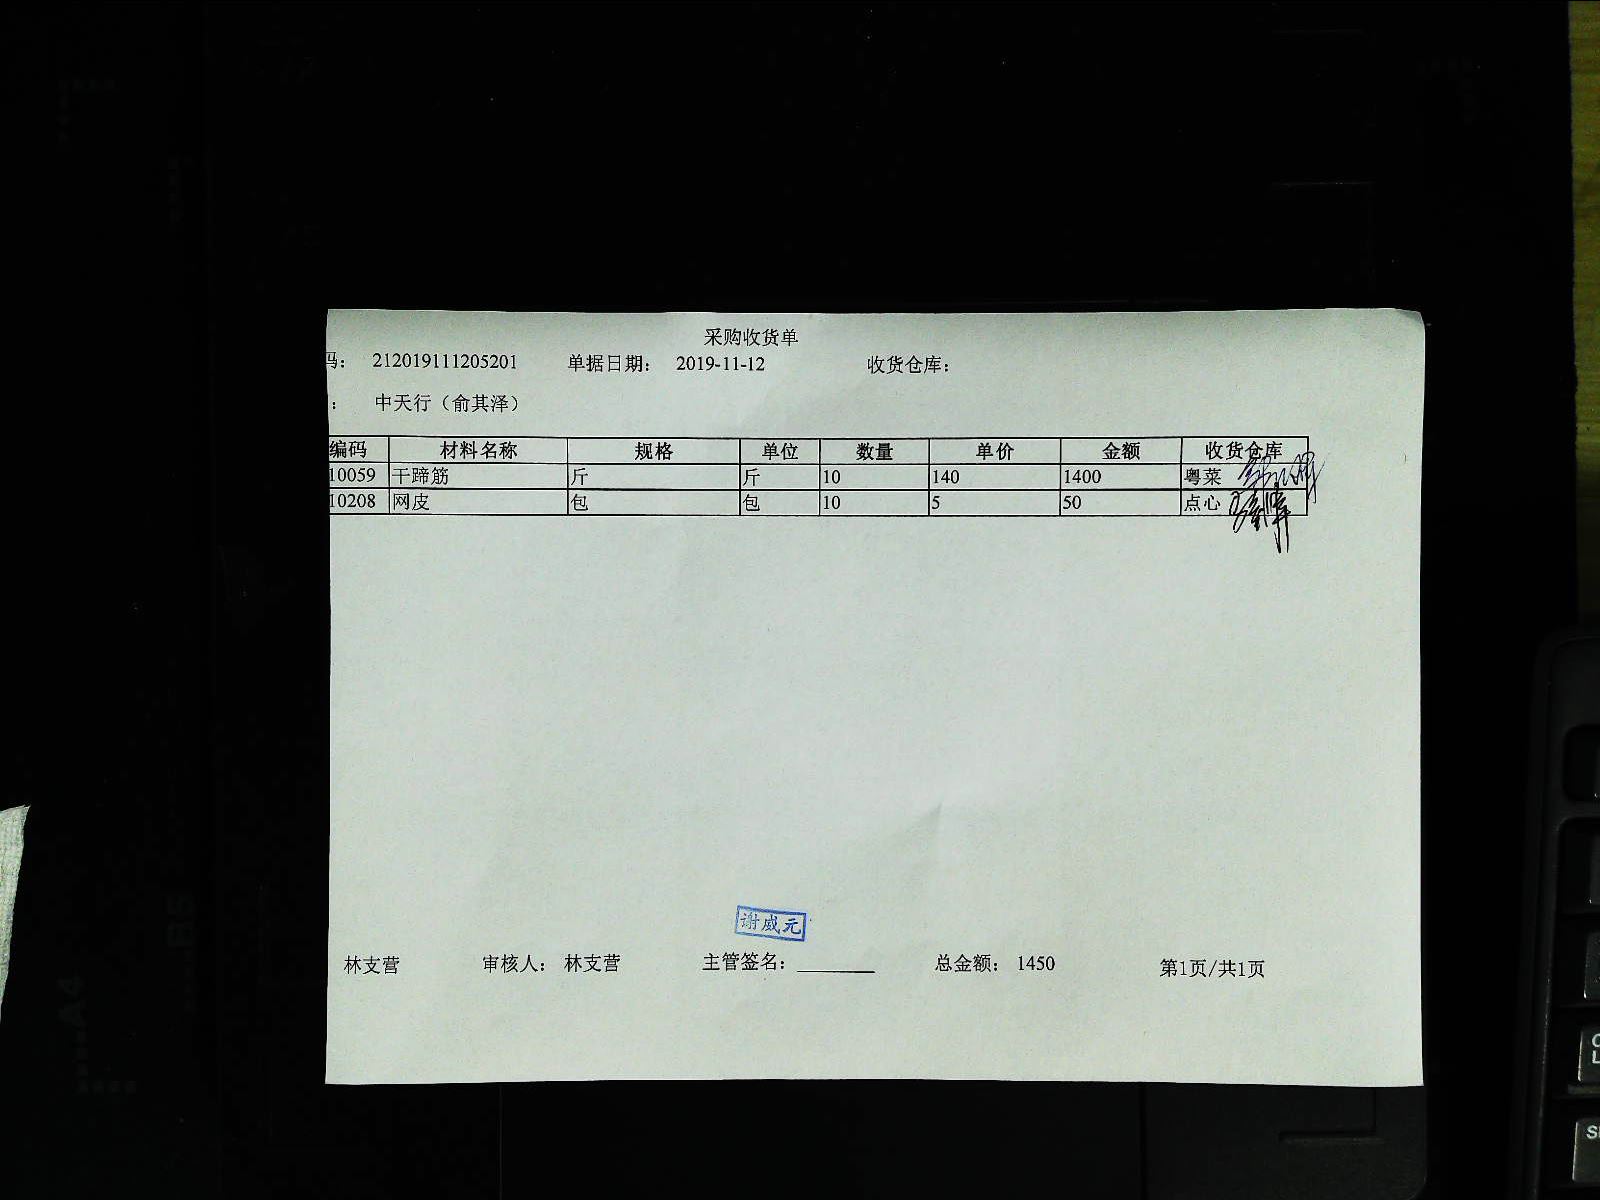 采购收货单
码： 212019111205201 单据日期： 2019-11-12 收货仓库：
： 中天行（俞其泽）
编码 材料名称 规格 单位 数量 单价 金额 收货仓库
10059 干蹄筋 斤 斤 10 140 1400 粤菜
10208 网皮 包 包 10 5 50 点心
谢威元
林支营 审核人： 林支营 主管签名： 总金额： 1450 第1页/共1页
B5
A4